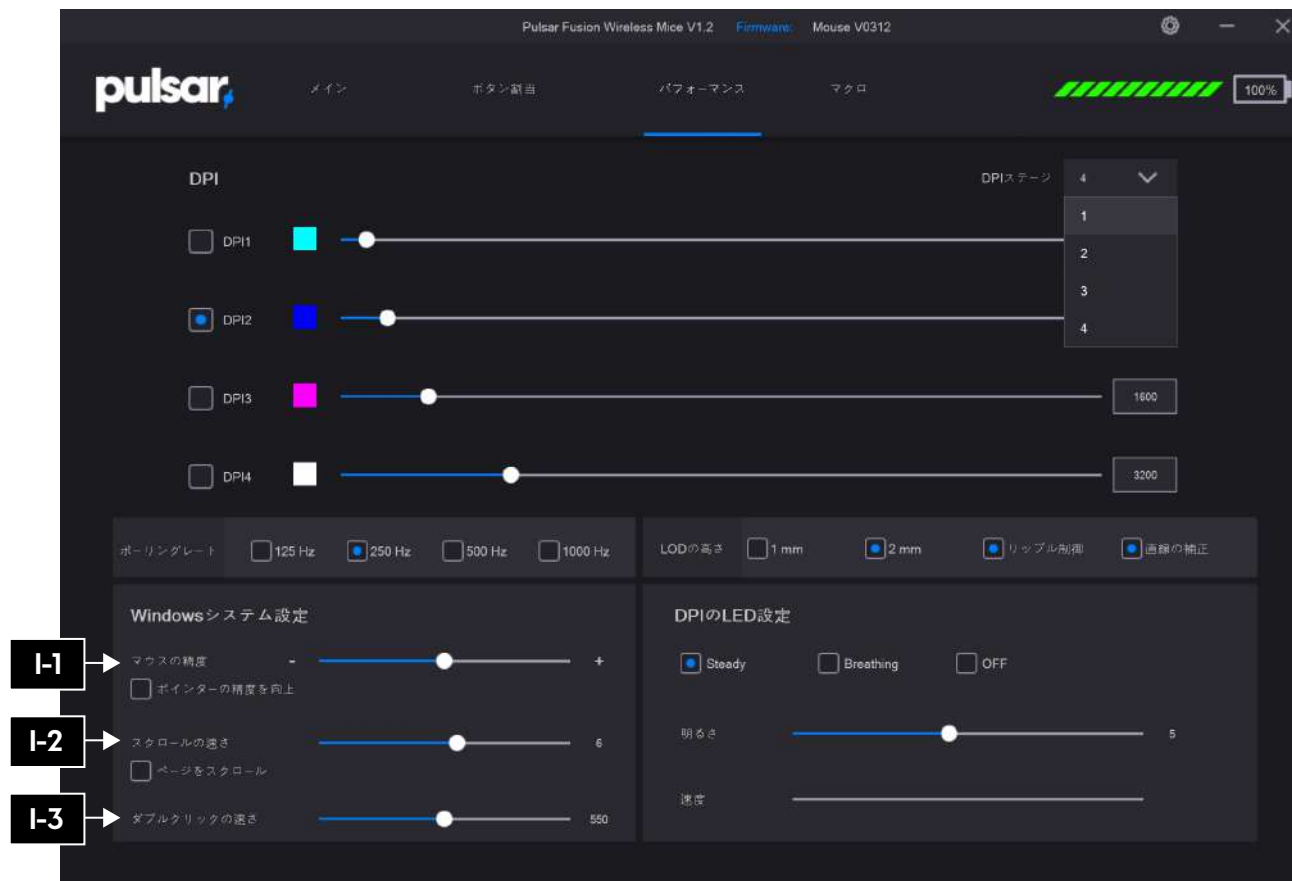 Pulsar Fusion Wireless Mice V1.2 Firmware: Mouse V0312
pulsar
メイン ボタン割当 パフォーマンス マクロ 100%
DPI DPIステージ 4
1
DPI1
2
3
DPI2
4
DPI3 1600
DPI4 3200
ポーリングレート 125 Hz 250 Hz 500 Hz 1000 Hz
LODの高さ 1 mm 2 mm リップル制御 直線の補正
Windowsシステム設定
I-1 マウスの精度 - +
ポインターの精度を向上
I-2 スクロールの速さ 6
ページをスクロール
I-3 ダブルクリックの速さ 550
DPIのLED設定
Steady Breathing OFF
明るさ 5
速度